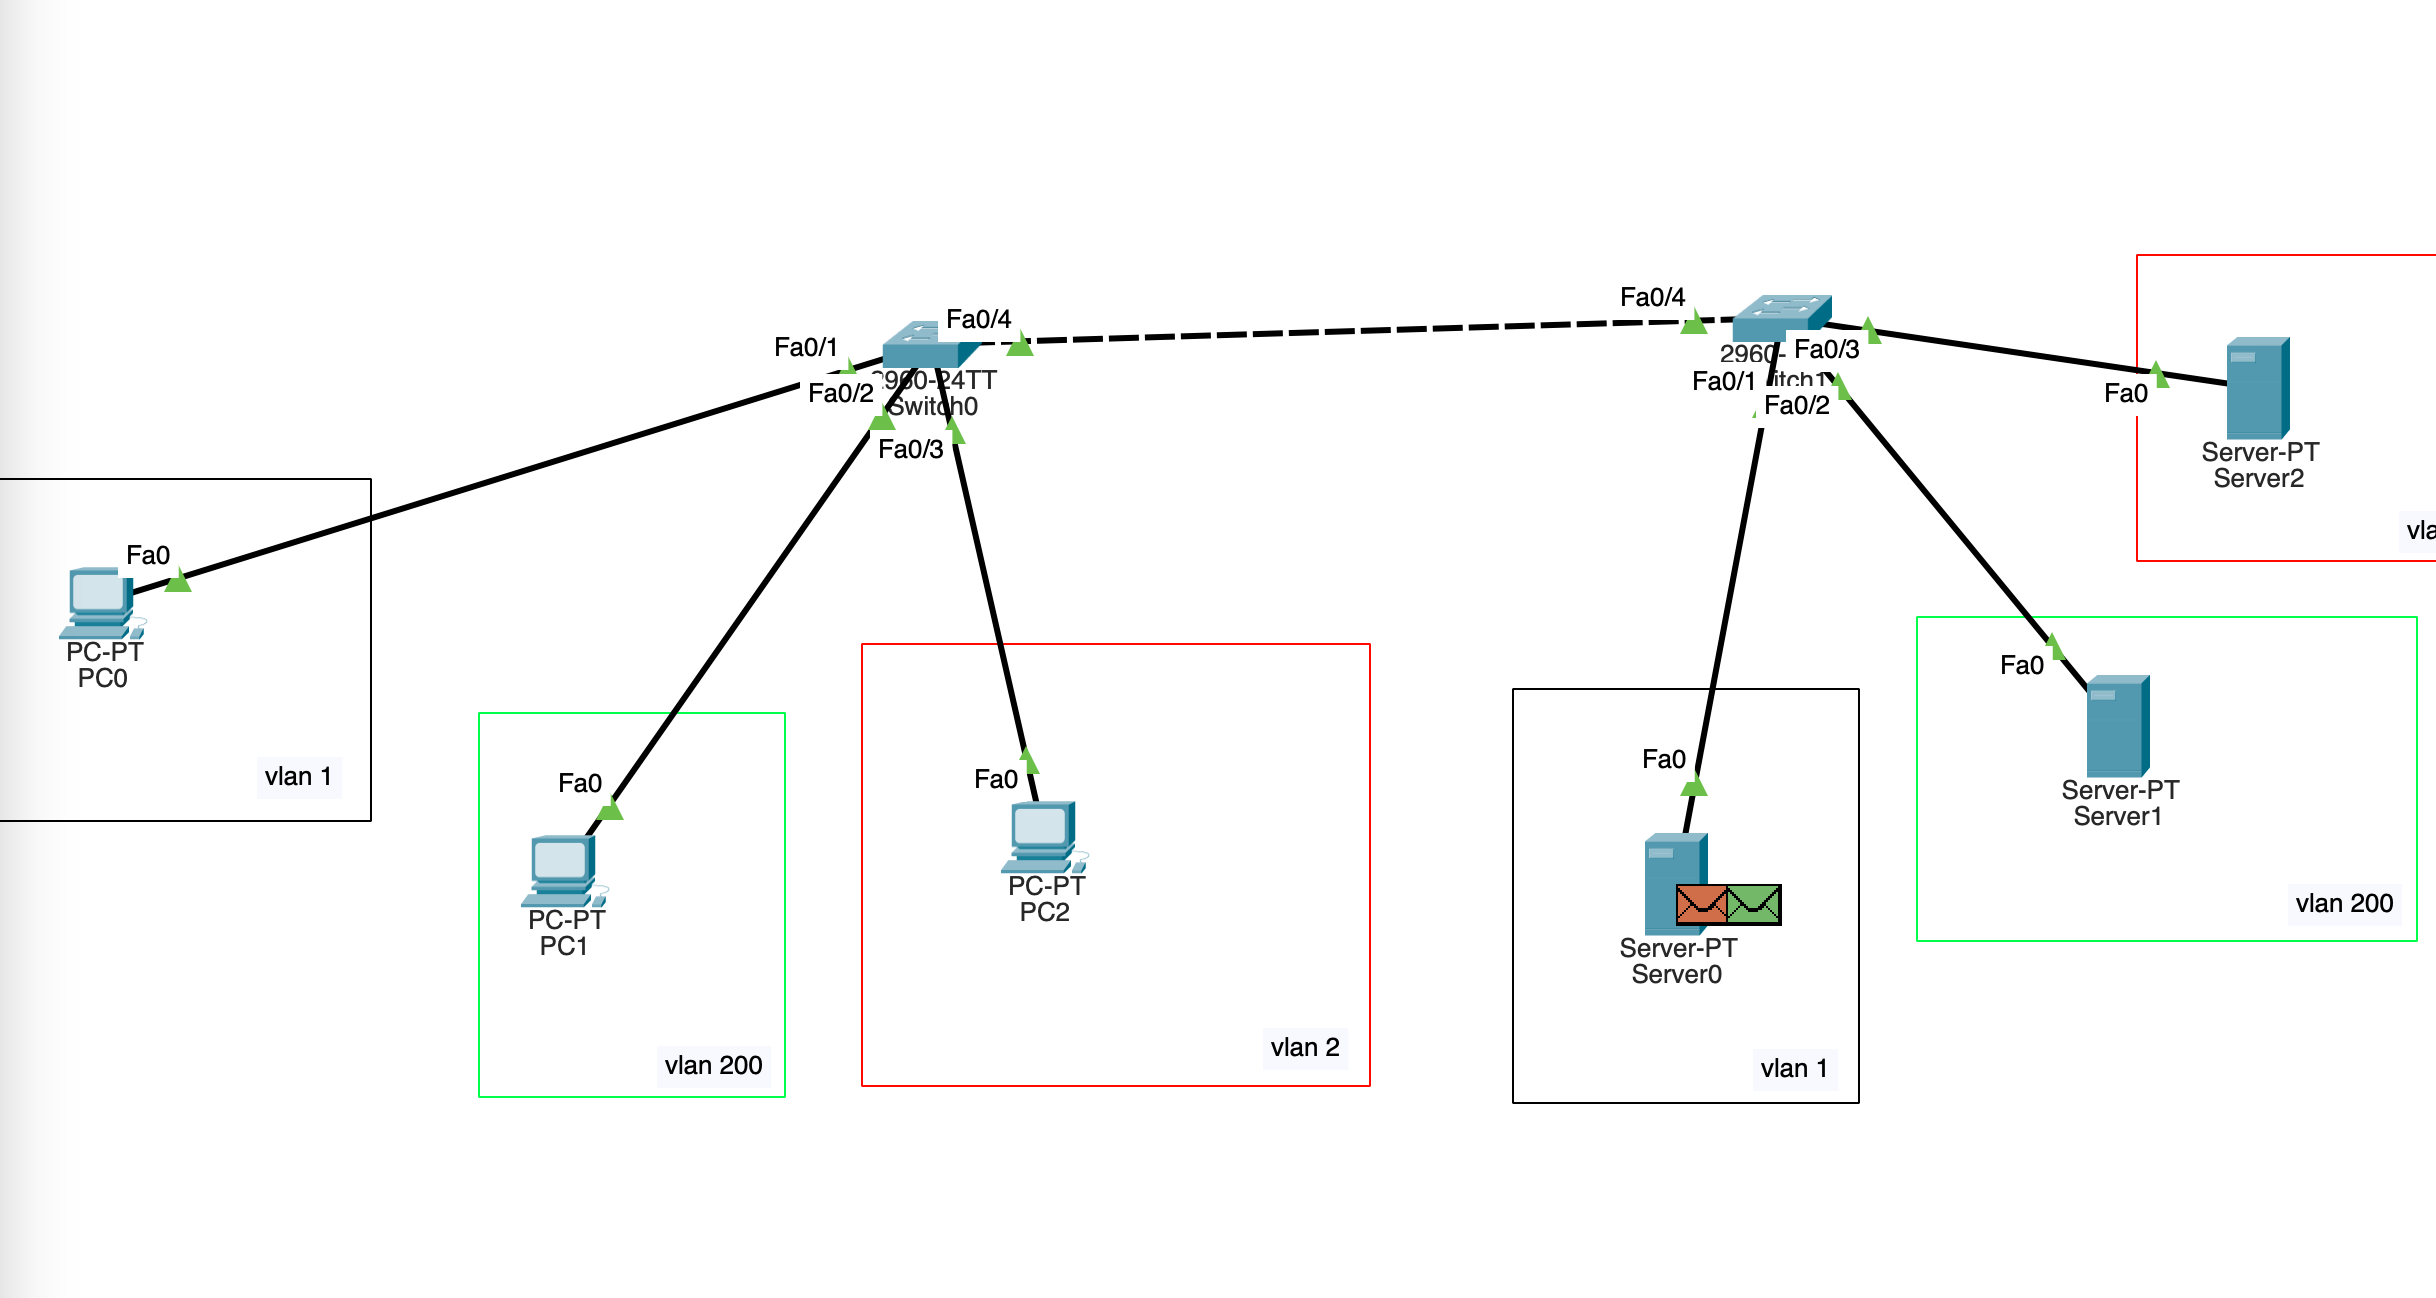 Fa0/4
Fa0/1
Fa0/2
2960-24TT
Switch0
Fa0/3
Fa0/4
2960-
Fa0/3
Fa0/1
itch1
Fa0/2
Fa0
Server-PT
Server2
vla
Fa0
PC-PT
PC0
vlan 1
Fa0
PC-PT
PC1
vlan 200
Fa0
PC-PT
PC2
vlan 2
Fa0
Server-PT
Server0
vlan 1
Fa0
Server-PT
Server1
vlan 200